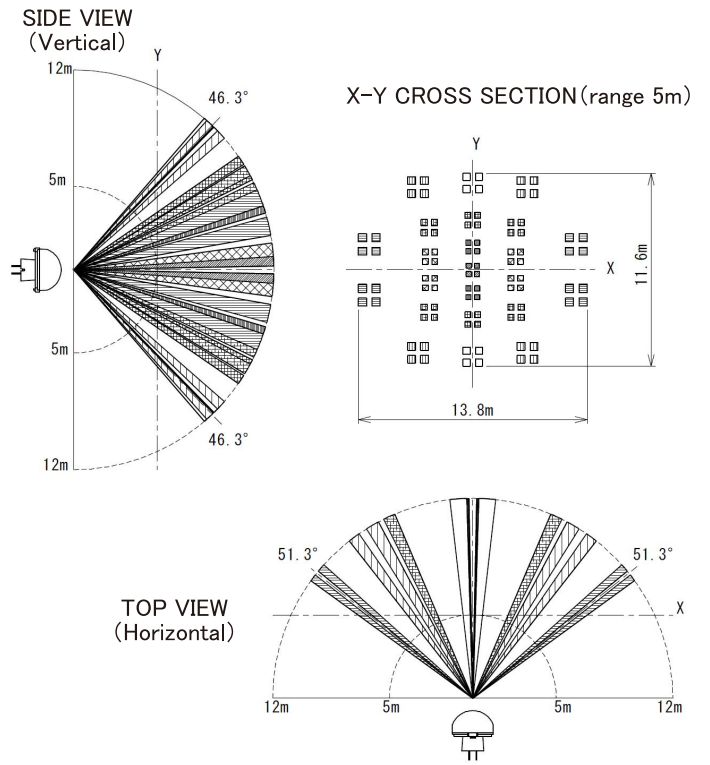 SIDE VIEW
(Vertical)
Y
12m
46.3°
5m
5m
46.3°
12m
X-Y CROSS SECTION(range 5m)
Y
X
11.6m
13.8m
51.3°
51.3°
TOP VIEW
(Horizontal)
X
12m
5m
5m
12m